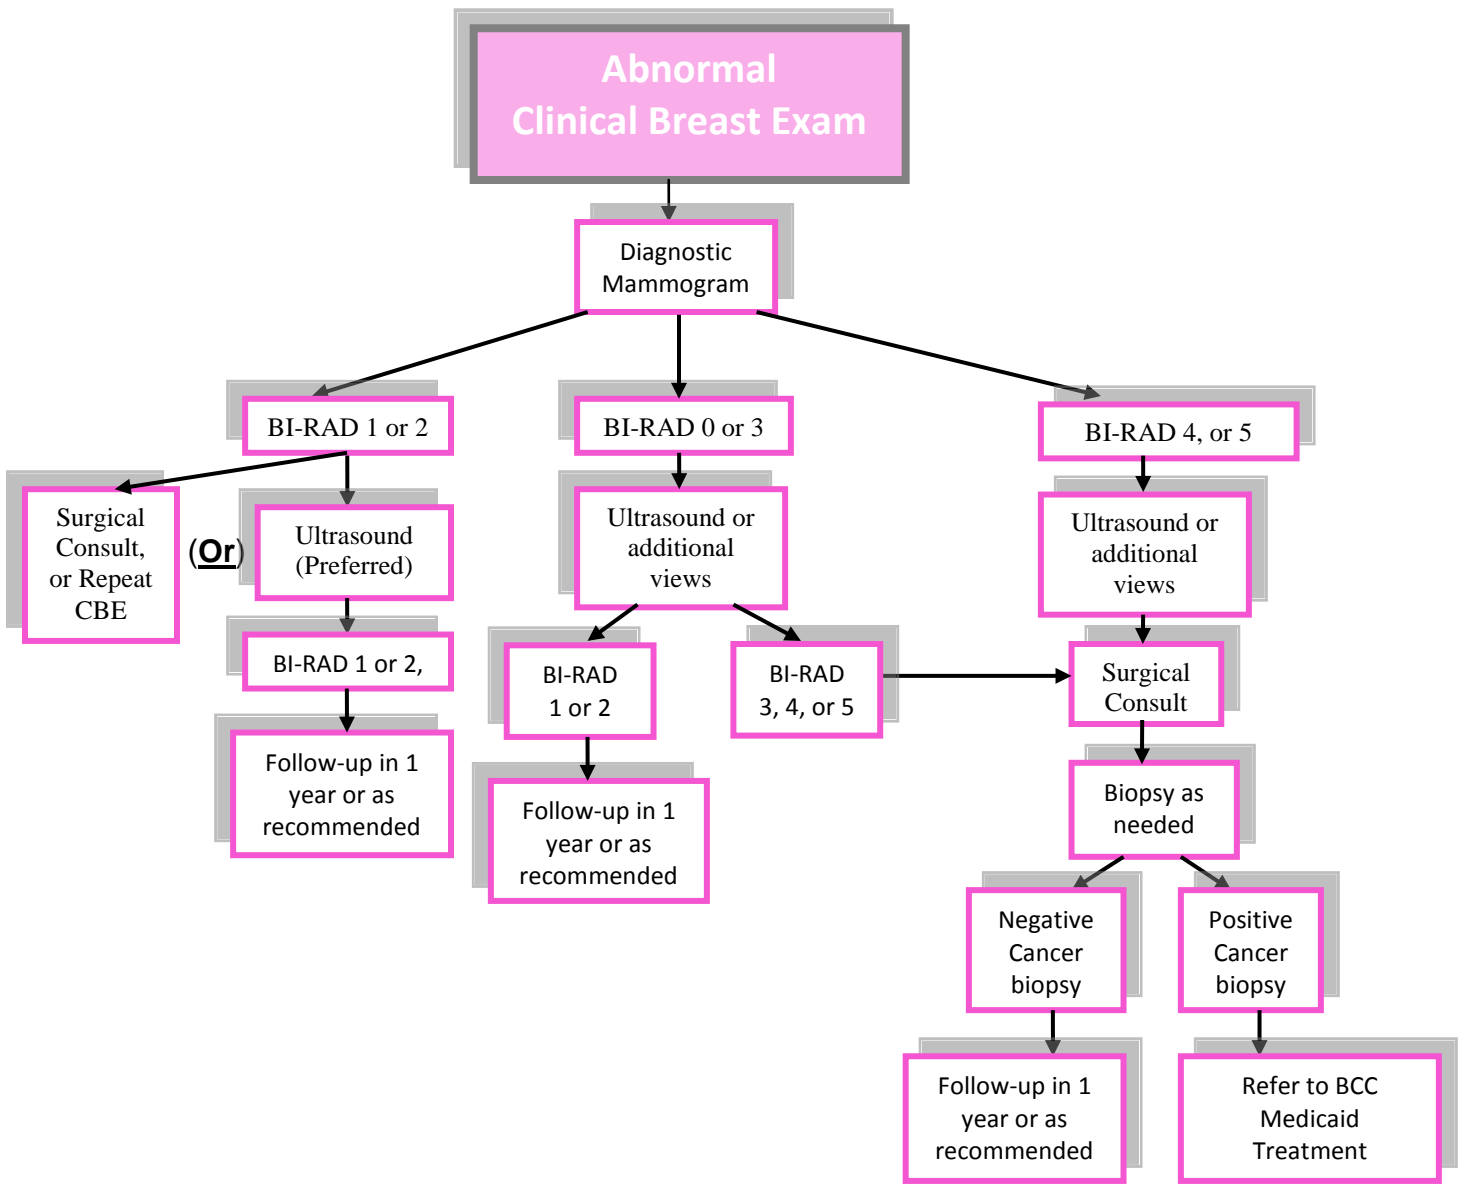 Abnormal
Clinical Breast Exam
Diagnostic
Mammogram
BI-RAD 1 or 2
BI-RAD 0 or 3
BI-RAD 4, or 5
Surgical
Consult,
or Repeat
CBE
(Or)
Ultrasound
(Preferred)
Ultrasound or
additional
views
Ultrasound or
additional
views
BI-RAD 1 or 2,
BI-RAD
1 or 2
BI-RAD
3, 4, or 5
Surgical
Consult
Follow-up in 1
year or as
recommended
Follow-up in 1
year or as
recommended
Biopsy as
needed
Negative
Cancer
biopsy
Positive
Cancer
biopsy
Follow-up in 1
year or as
recommended
Refer to BCC
Medicaid
Treatment